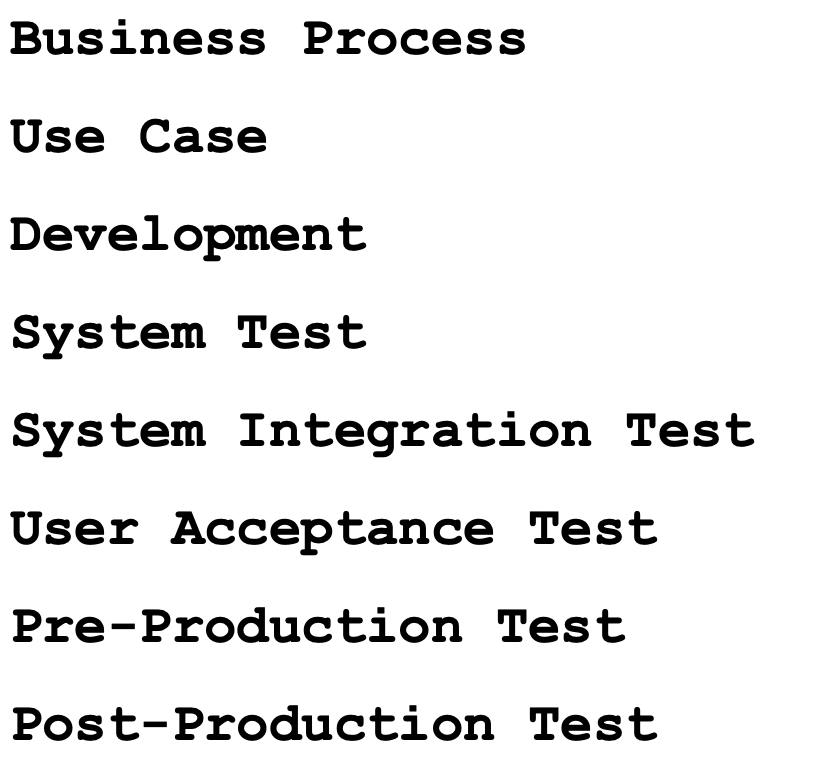 Business Process
Use Case
Development
System Test
System Integration Test
User Acceptance Test
Pre-Production Test
Post-Production Test